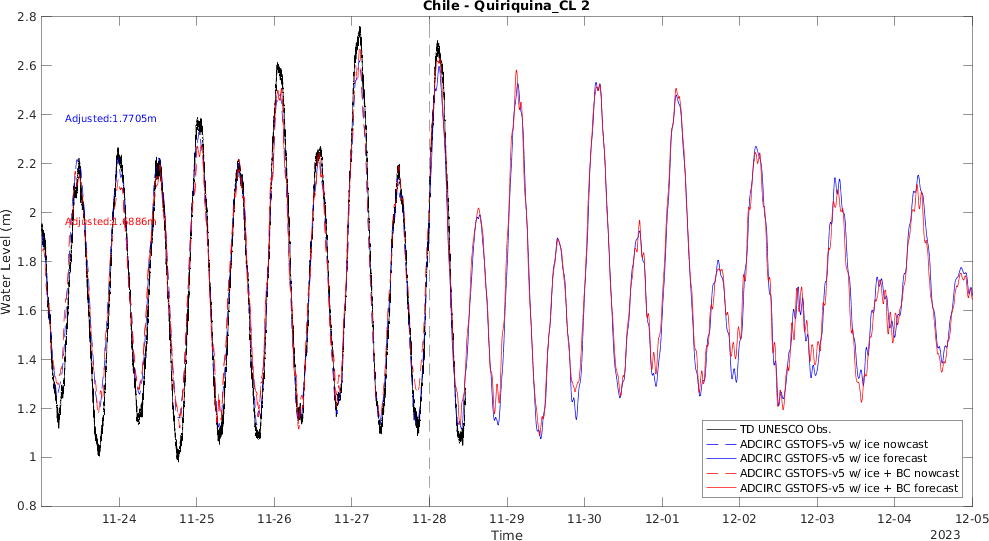 Chile - Quiriquina_CL 2
2.8
2.6
2.4
2.2
2
1.8
1.6
1.4
1.2
1
0.8
Water Level (m)
Adjusted:1.7705m
Adjusted:1.6886m
TD UNESCO Obs.
ADCIRC GSTOFS-v5 w/ ice nowcast
ADCIRC GSTOFS-v5 w/ ice forecast
ADCIRC GSTOFS-v5 w/ ice + BC nowcast
ADCIRC GSTOFS-v5 w/ ice + BC forecast
11-24 11-25 11-26 11-27 11-28 11-29 11-30 12-01 12-02 12-03 12-04 12-05
Time
2023